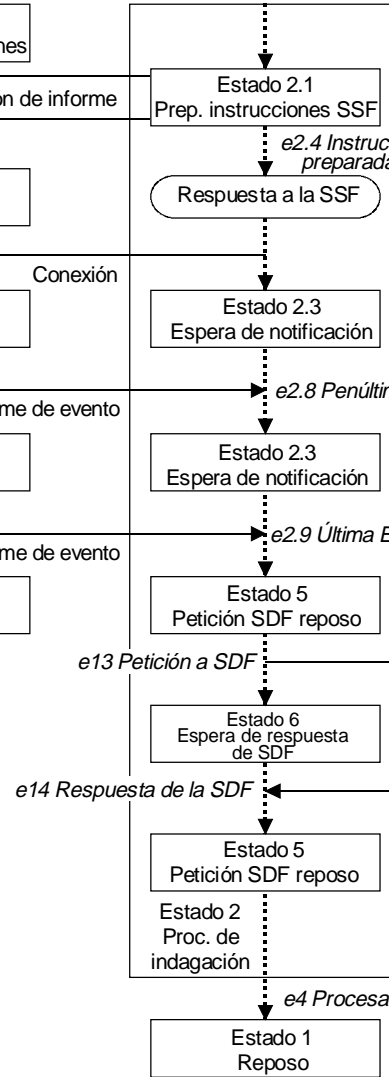 nes
Estado 2.1
Prep. instrucciones SSF
ón de informe
e2.4 Instruc
preparada
Respuesta a la SSF
Conexión
Estado 2.3
Espera de notificación
e2.8 Penúltim
me de evento
Estado 2.3
Espera de notificación
e2.9 Última E
me de evento
Estado 5
Petición SDF reposo
e13 Petición a SDF
Estado 6
Espera de respuesta
de SDF
e14 Respuesta de la SDF
Estado 5
Petición SDF reposo
Estado 2
Proc. de
indagación
e4 Procesa
Estado 1
Reposo